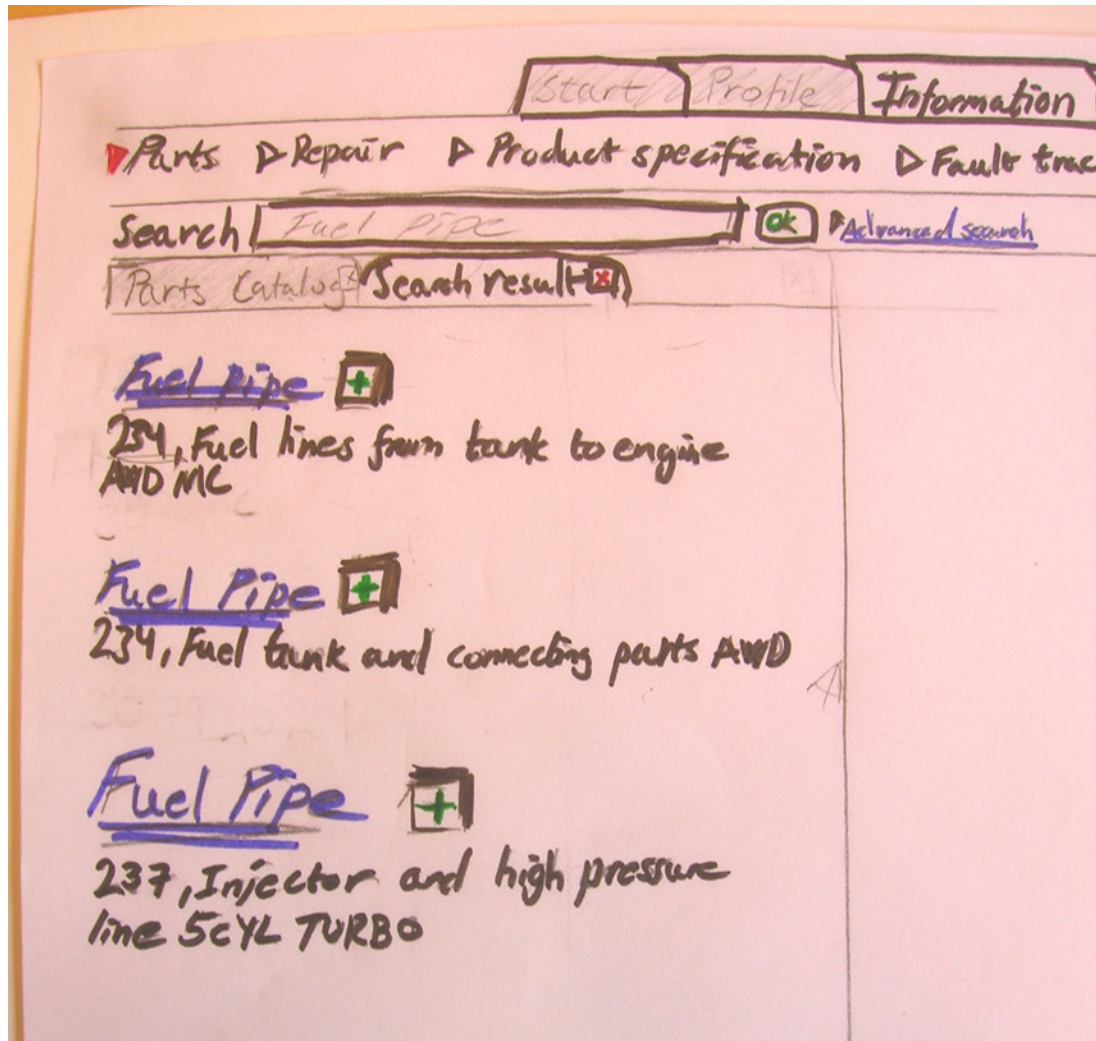 Start Profile Information
Parts Repair Product specification Fault trac
Search Fuel Pipe ok Advanced search
Parts Catalog Search result
Fuel pipe +
234, Fuel lines from tank to engine
AWD MC
Fuel Pipe +
234, Fuel tank and connecting parts AWD
Fuel Pipe +
237, Injector and high pressure
line 5CYL TURBO